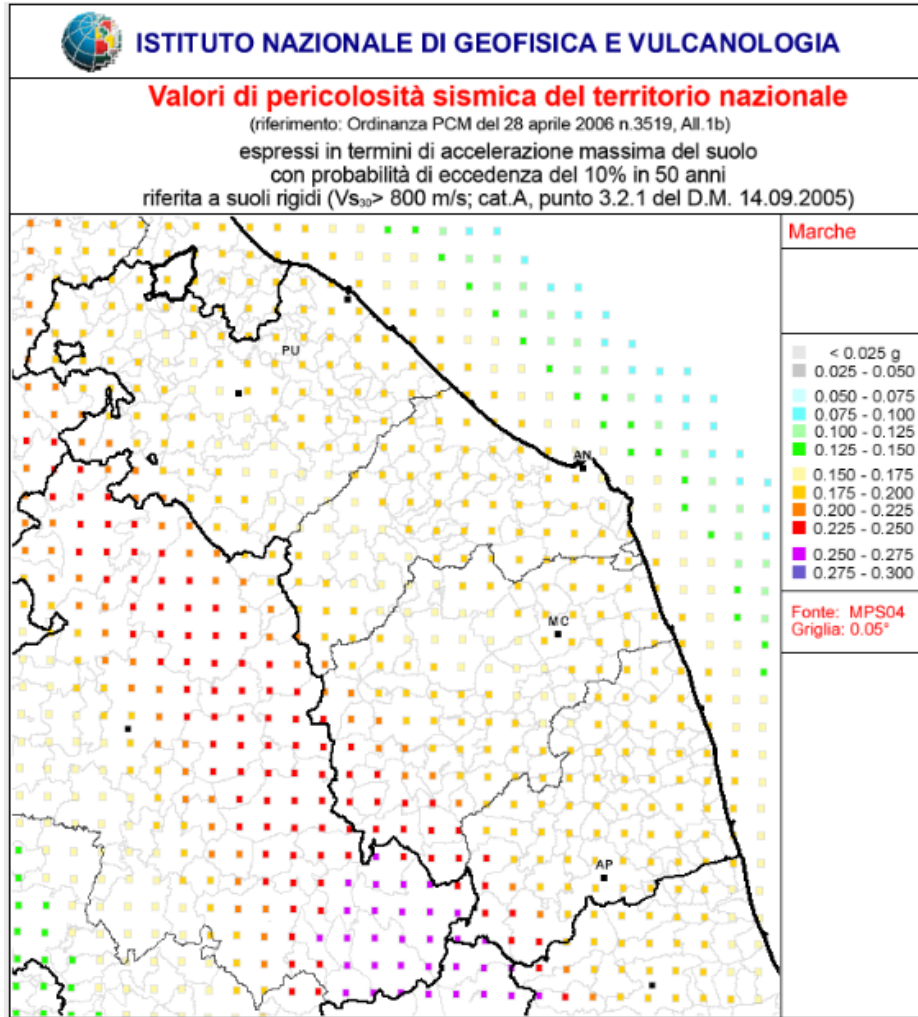 ISTITUTO NAZIONALE DI GEOFISICA E VULCANOLOGIA
Valori di pericolosità sismica del territorio nazionale
(riferimento: Ordinanza PCM del 28 aprile 2006 n.3519, All.1b)
espressi in termini di accelerazione massima del suolo
con probabilità di eccedenza del 10% in 50 anni
riferita a suoli rigidi (Vs₃₀> 800 m/s; cat.A, punto 3.2.1 del D.M. 14.09.2005)
Marche
< 0.025 g
0.025 - 0.050
0.050 - 0.075
0.075 - 0.100
0.100 - 0.125
0.125 - 0.150
0.150 - 0.175
0.175 - 0.200
0.200 - 0.225
0.225 - 0.250
0.250 - 0.275
0.275 - 0.300
Fonte: MPS04
Griglia: 0.05°
PU
AN
MC
AP